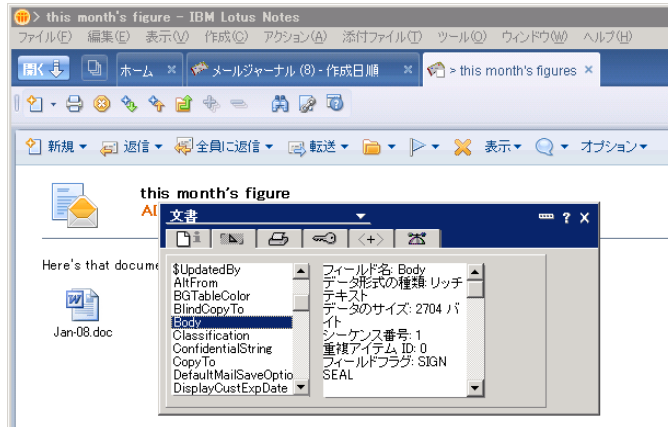 > this month's figure - IBM Lotus Notes
ファイル(F) 編集(E) 表示(V) 作成(C) アクション(A) 添付ファイル(T) ツール(O) ウィンドウ(W) ヘルプ(H)
開く ホーム メールジャーナル (8) - 作成日順 > this month's figures
新規 返信 全員に返信 転送 表示 オプション
this month's figure
文書
Here's that docume
Jan-08.doc
$UpdatedBy
AltFrom
BGTableColor
BlindCopyTo
Body
Classification
ConfidentialString
CopyTo
DefaultMailSaveOptio
DisplayCustExpDate
フィールド名: Body
データ形式の種類: リッチ
テキスト
データのサイズ: 2704 バ
イト
シーケンス番号: 1
重複アイテム ID: 0
フィールドフラグ: SIGN
SEAL